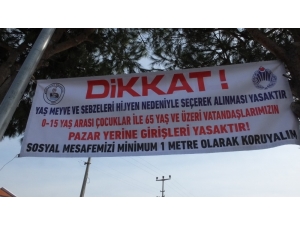 DİKKAT!
YAŞ MEYVE VE SEBZELERİ HİJYEN NEDENİYLE SEÇEREK ALINMASI YASAKTIR
0-15 YAŞ ARASI ÇOCUKLAR İLE 65 YAŞ VE ÜZERİ VATANDAŞLARIMIZIN
PAZAR YERİNE GİRİŞLERİ YASAKTIR!
SOSYAL MESAFEMİZİ MİNİMUM 1 METRE OLARAK KORUYALIM